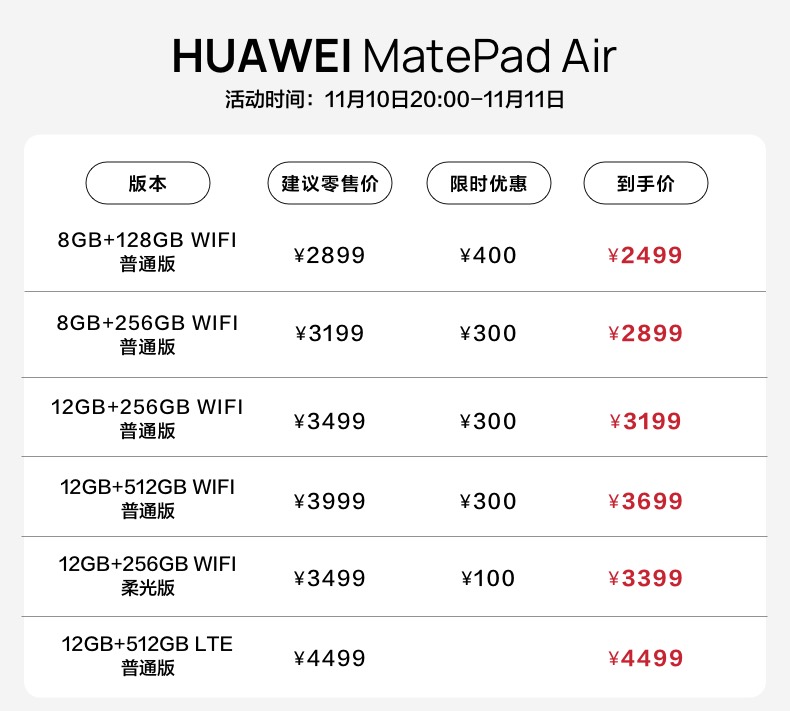 HUAWEI MatePad Air
活动时间：11月10日20:00-11月11日
版本 建议零售价 限时优惠 到手价
8GB+128GB WIFI
普通版
¥2899 ¥400 ¥2499
8GB+256GB WIFI
普通版
¥3199 ¥300 ¥2899
12GB+256GB WIFI
普通版
¥3499 ¥300 ¥3199
12GB+512GB WIFI
普通版
¥3999 ¥300 ¥3699
12GB+256GB WIFI
柔光版
¥3499 ¥100 ¥3399
12GB+512GB LTE
普通版
¥4499 ¥4499